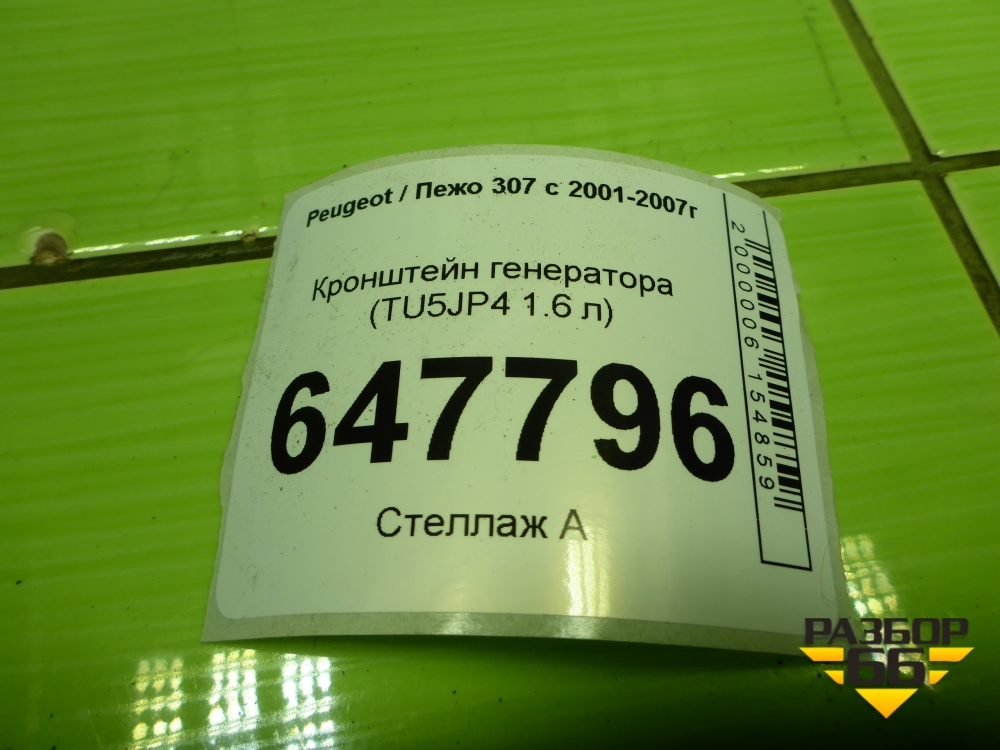 Peugeot / Пежо 307 с 2001-2007г
Кронштейн генератора
(TU5JP4 1.6 л)
647796
Стеллаж А
2000006154859
РАЗБОР
66